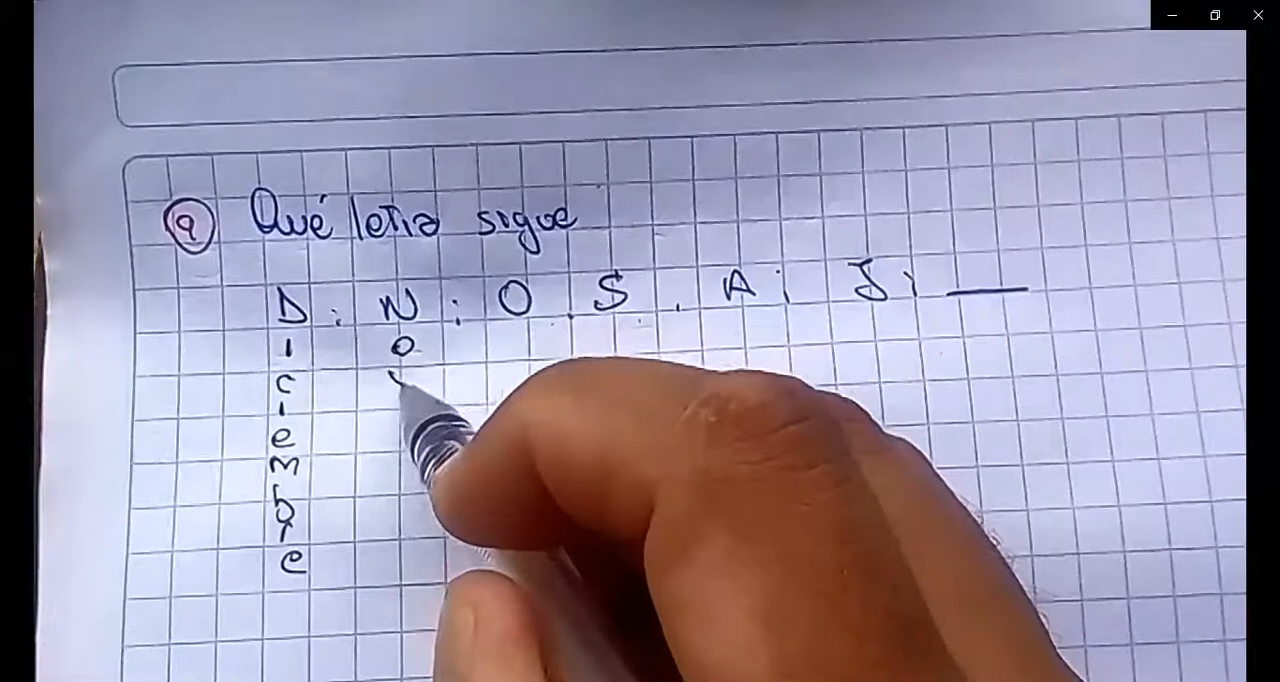 9 Qué letra sigue
D ; N ; O , S , A ; J ; ___
i o
c
i
e
m
b
r
e